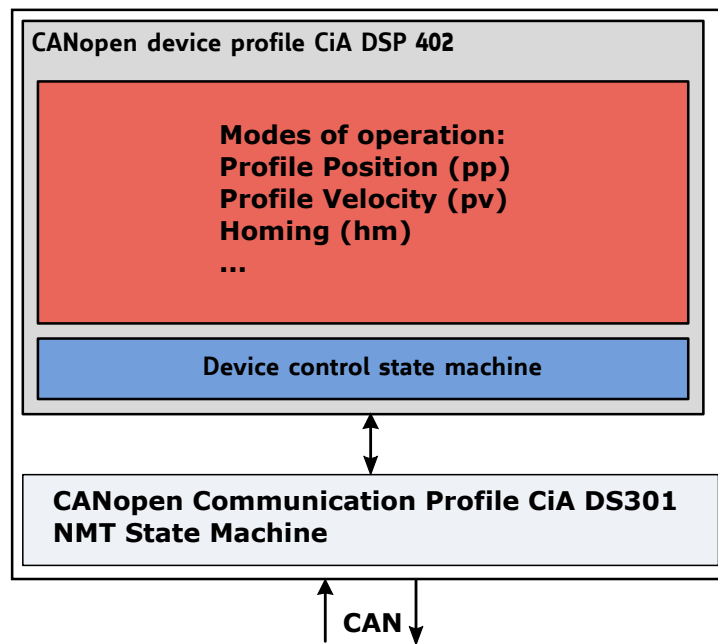 CANopen device profile CiA DSP 402
Modes of operation:
Profile Position (pp)
Profile Velocity (pv)
Homing (hm)
...
Device control state machine
CANopen Communication Profile CiA DS301
NMT State Machine
CAN